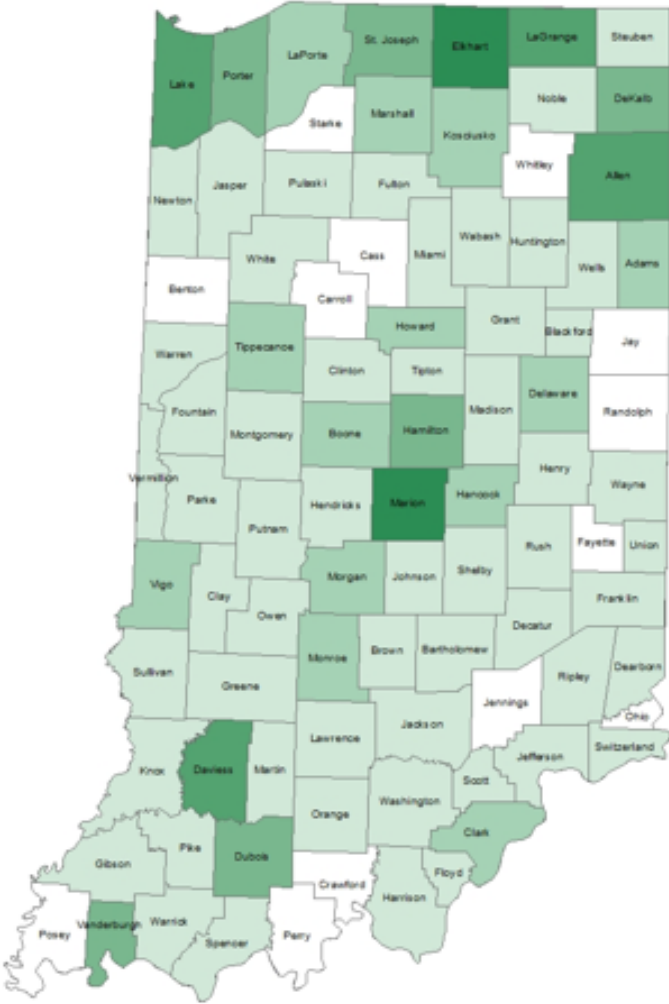 LaPorte
St. Joseph
Elkhart
LaGrange
Steuben
Lake
Porter
Noble
DeKalb
Starke
Marshall
Kosciusko
Whitley
Allen
Newton
Jasper
Pulaski
Fulton
White
Cass
Miami
Wabash
Huntington
Wells
Adams
Benton
Carroll
Howard
Grant
Blackford
Jay
Warren
Tippecanoe
Clinton
Tipton
Madison
Delaware
Randolph
Fountain
Montgomery
Boone
Hamilton
Henry
Wayne
Vermillion
Parke
Putnam
Hendricks
Marion
Hancock
Rush
Fayette
Union
Vigo
Clay
Owen
Morgan
Johnson
Shelby
Franklin
Decatur
Sullivan
Greene
Monroe
Brown
Bartholomew
Jennings
Ripley
Dearborn
Ohio
Switzerland
Knox
Daviess
Martin
Lawrence
Jackson
Jefferson
Scott
Orange
Washington
Clark
Gibson
Pike
Dubois
Crawford
Floyd
Harrison
Posey
Vanderburgh
Warrick
Spencer
Perry